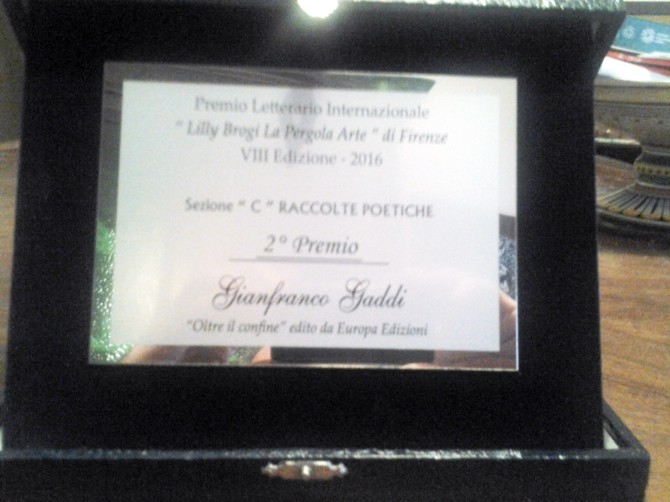 Premio Letterario Internazionale
" Lilly Brogi La Pergola Arte " di Firenze
VIII Edizione - 2016
Sezione " C " RACCOLTE POETICHE
2° Premio
Gianfranco Gaddi
"Oltre il confine" edito da Europa Edizioni